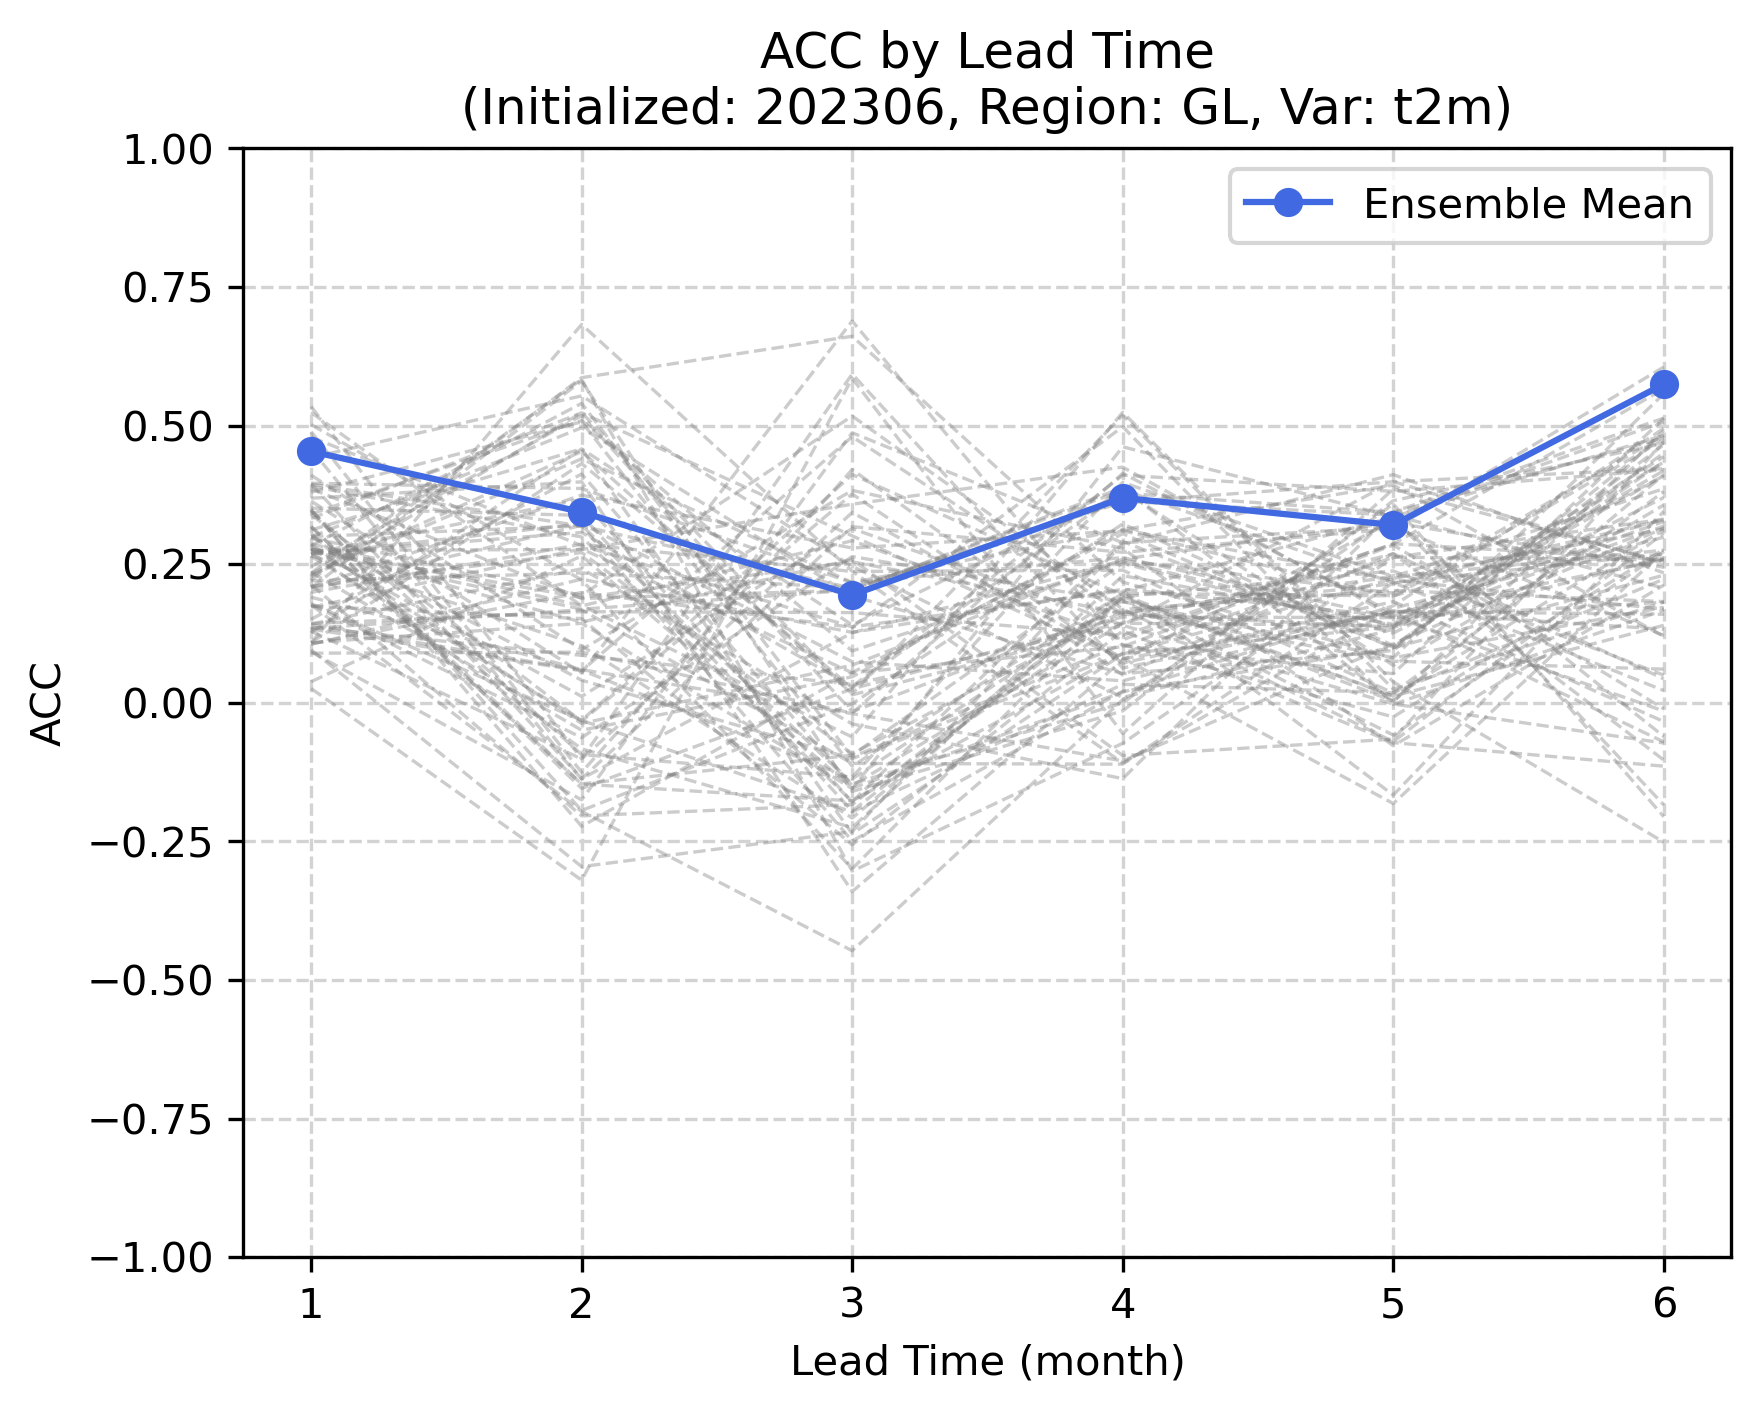 ACC by Lead Time
(Initialized: 202306, Region: GL, Var: t2m)
Ensemble Mean
1.00
0.75
0.50
0.25
0.00
−0.25
−0.50
−0.75
−1.00
ACC
1 2 3 4 5 6
Lead Time (month)